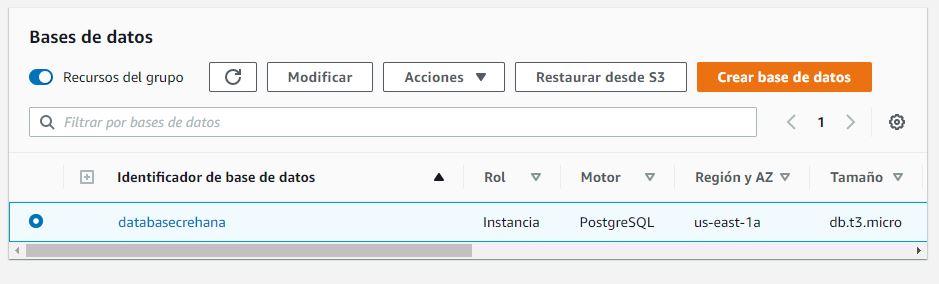 Bases de datos
Recursos del grupo Modificar Acciones Restaurar desde S3 Crear base de datos
Filtrar por bases de datos 1
Identificador de base de datos Rol Motor Región y AZ Tamaño
databasecrehana Instancia PostgreSQL us-east-1a db.t3.micro